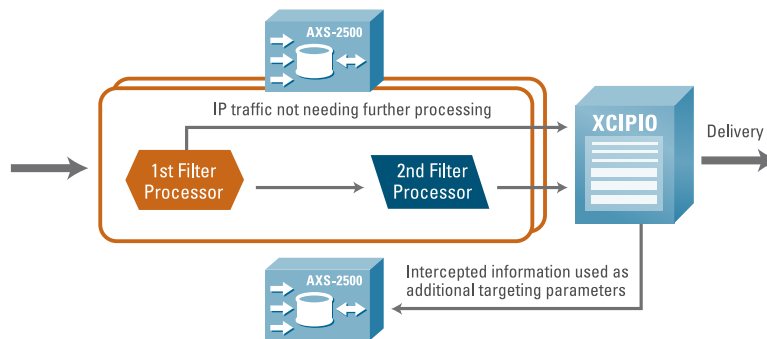 AXS-2500
IP traffic not needing further processing
XCIPIO
Delivery
1st Filter
Processor
2nd Filter
Processor
Intercepted information used as
additional targeting parameters
AXS-2500